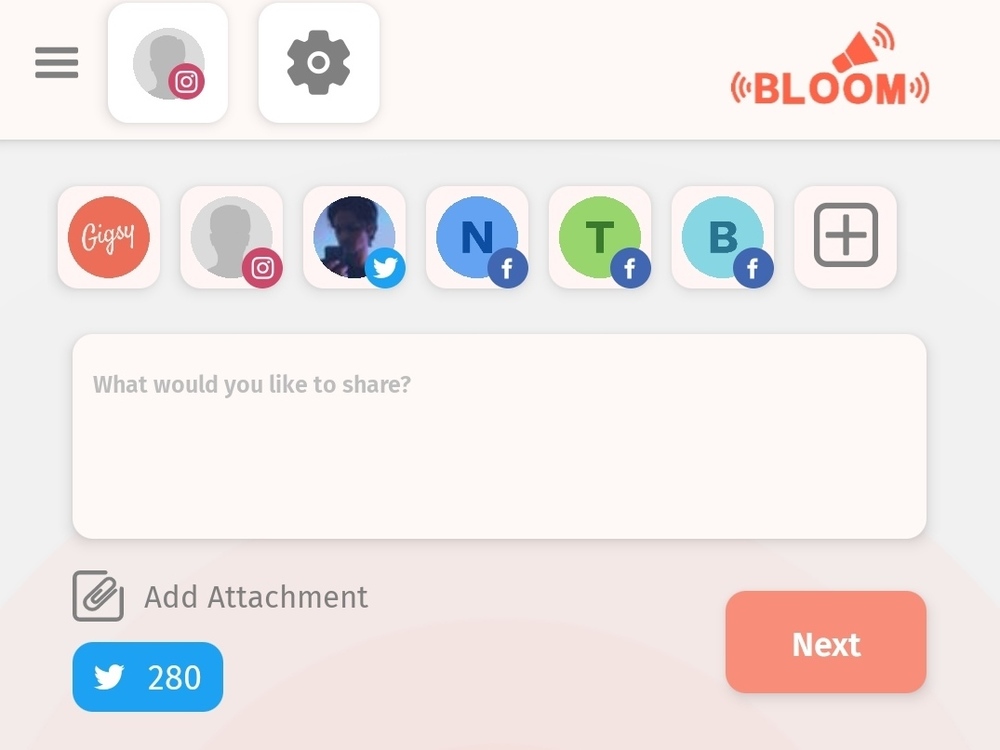 BLOOM
Gigsy
N
T
B
What would you like to share?
Add Attachment
280
Next